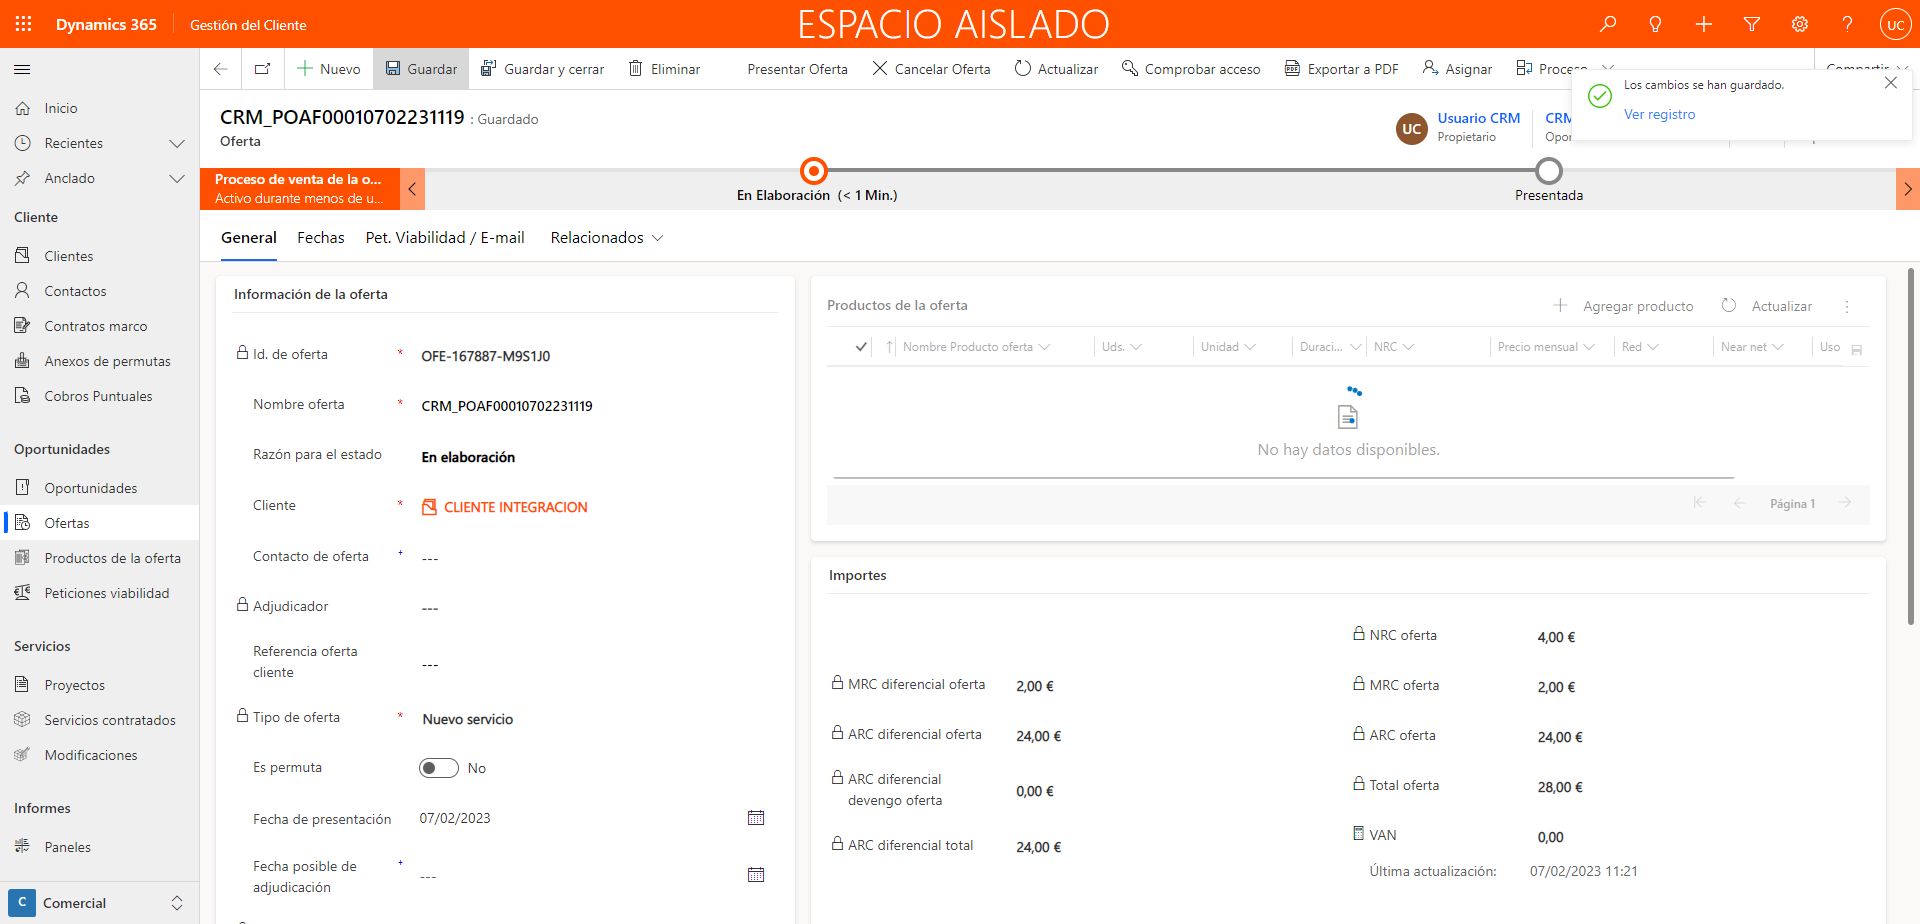 Dynamics 365
Gestión del Cliente
ESPACIO AISLADO
UC
Nuevo
Guardar
Guardar y cerrar
Eliminar
Presentar Oferta
Cancelar Oferta
Actualizar
Comprobar acceso
Exportar a PDF
Asignar
Los cambios se han guardado.
Ver registro
CRM_POAF00010702231119 : Guardado
Oferta
UC
Usuario CRM
Propietario
Proceso de venta de la o...
Activo durante menos de u...
En Elaboración (< 1 Min.)
Presentada
Inicio
Recientes
Anclado
Cliente
Clientes
Contactos
Contratos marco
Anexos de permutas
Cobros Puntuales
Oportunidades
Oportunidades
Ofertas
Productos de la oferta
Peticiones viabilidad
Servicios
Proyectos
Servicios contratados
Modificaciones
Informes
Paneles
C
Comercial
General
Fechas
Pet. Viabilidad / E-mail
Relacionados
Información de la oferta
Id. de oferta * OFE-167887-M9S1J0
Nombre oferta * CRM_POAF00010702231119
Razón para el estado En elaboración
Cliente * CLIENTE INTEGRACION
Contacto de oferta + ---
Adjudicador ---
Referencia oferta
cliente ---
Tipo de oferta * Nuevo servicio
Es permuta No
Fecha de presentación 07/02/2023
Fecha posible de
adjudicación + ---
Productos de la oferta
Agregar producto
Actualizar
Nombre Producto oferta
Uds.
Unidad
Duraci...
NRC
Precio mensual
Red
Near net
Uso
No hay datos disponibles.
Página 1
Importes
NRC oferta 4,00 €
MRC diferencial oferta 2,00 €
MRC oferta 2,00 €
ARC diferencial oferta 24,00 €
ARC oferta 24,00 €
ARC diferencial
devengo oferta 0,00 €
Total oferta 28,00 €
ARC diferencial total 24,00 €
VAN 0,00
Última actualización: 07/02/2023 11:21